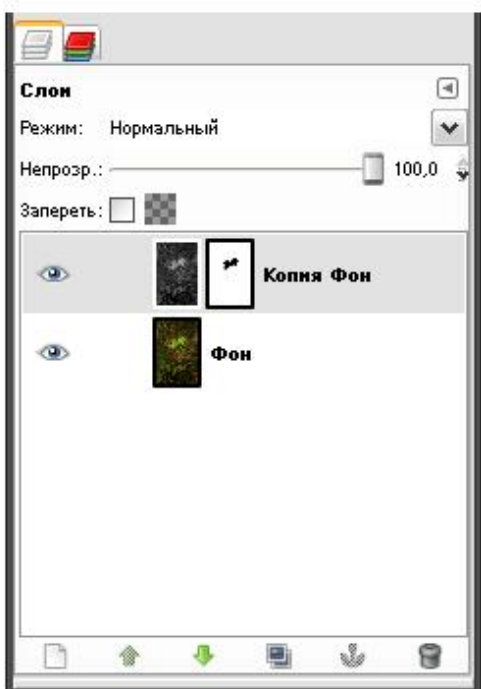 Слои
Режим: Нормальный
Непрозр.: 100,0
Запереть:
Копия Фон
Фон